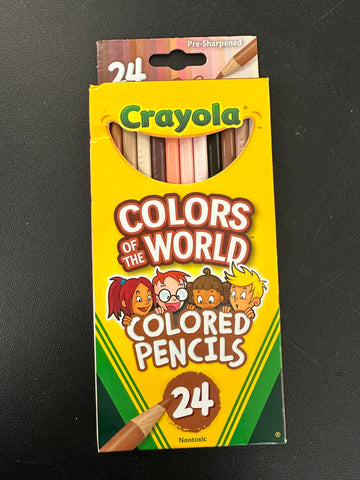 Pre-Sharpened
24
Crayola
COLORS
OF THE WORLD
COLORED
PENCILS
24
Nontoxic